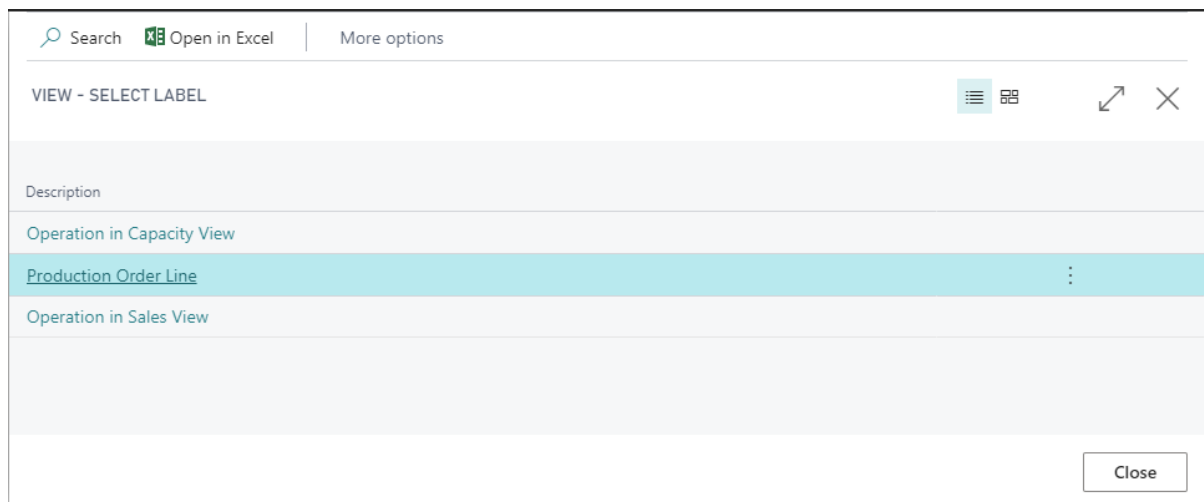 Search Open in Excel More options
VIEW - SELECT LABEL
Description
Operation in Capacity View
Production Order Line
Operation in Sales View
Close